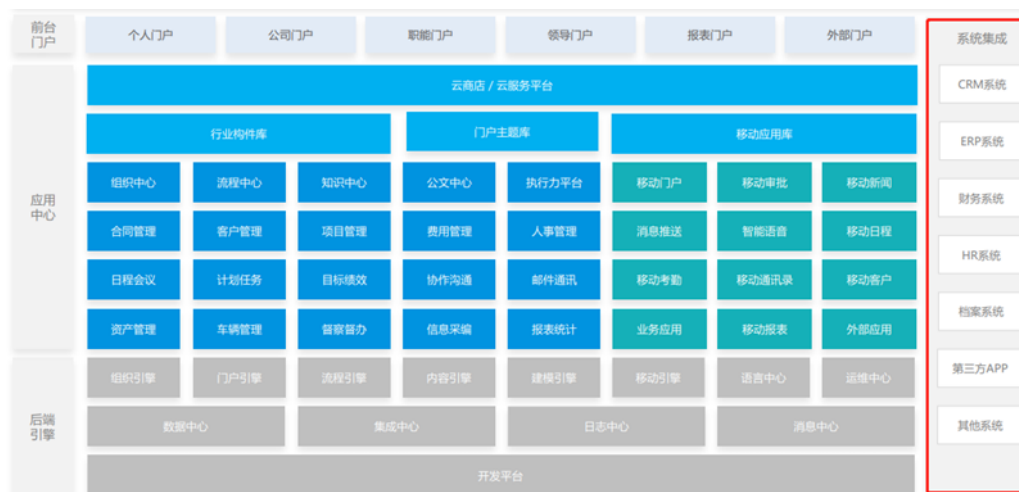 前台
门户
个人门户
公司门户
职能门户
领导门户
报表门户
外部门户
系统集成
应用
中心
云商店 / 云服务平台
行业构件库
门户主题库
移动应用库
组织中心
流程中心
知识中心
公文中心
执行力平台
移动门户
移动审批
移动新闻
合同管理
客户管理
项目管理
费用管理
人事管理
消息推送
智能语音
移动日程
日程会议
计划任务
目标绩效
协作沟通
邮件通讯
移动考勤
移动通讯录
移动客户
资产管理
车辆管理
督察督办
信息采编
报表统计
业务应用
移动报表
外部应用
后端
引擎
组织引擎
门户引擎
流程引擎
内容引擎
建模引擎
移动引擎
语言中心
运维中心
数据中心
集成中心
日志中心
消息中心
开发平台
CRM系统
ERP系统
财务系统
HR系统
档案系统
第三方APP
其他系统